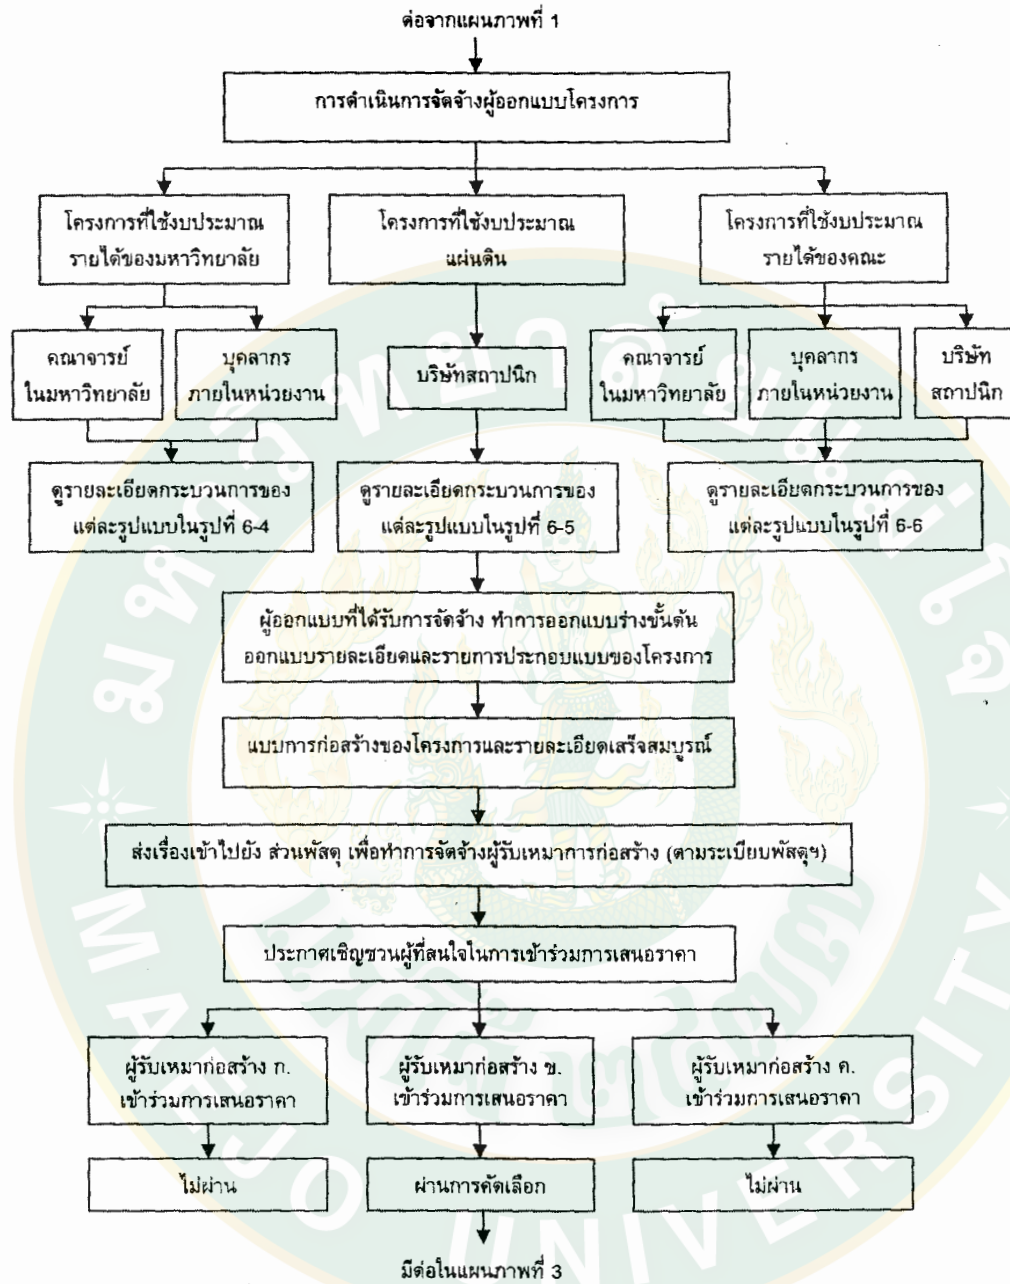 ต่อจากแผนภาพที่ 1
การดำเนินการจัดจ้างผู้ออกแบบโครงการ
โครงการที่ใช้งบประมาณ
รายได้ของมหาวิทยาลัย
โครงการที่ใช้งบประมาณ
แผ่นดิน
โครงการที่ใช้งบประมาณ
รายได้ของคณะ
คณาจารย์
ในมหาวิทยาลัย
บุคลากร
ภายในหน่วยงาน
บริษัทสถาปนิก
คณาจารย์
ในมหาวิทยาลัย
บุคลากร
ภายในหน่วยงาน
บริษัท
สถาปนิก
ดูรายละเอียดกระบวนการของ
แต่ละรูปแบบในรูปที่ 6-4
ดูรายละเอียดกระบวนการของ
แต่ละรูปแบบในรูปที่ 6-5
ดูรายละเอียดกระบวนการของ
แต่ละรูปแบบในรูปที่ 6-6
ผู้ออกแบบที่ได้รับการจัดจ้าง ทำการออกแบบร่างขั้นต้น
ออกแบบรายละเอียดและรายการประกอบแบบของโครงการ
แบบการก่อสร้างของโครงการและรายละเอียดเสร็จสมบูรณ์
ส่งเรื่องเข้าไปยัง ส่วนพัสดุ เพื่อทำการจัดจ้างผู้รับเหมาการก่อสร้าง (ตามระเบียบพัสดุฯ)
ประกาศเชิญชวนผู้ที่สนใจในการเข้าร่วมการเสนอราคา
ผู้รับเหมาก่อสร้าง ก.
เข้าร่วมการเสนอราคา
ผู้รับเหมาก่อสร้าง ข.
เข้าร่วมการเสนอราคา
ผู้รับเหมาก่อสร้าง ค.
เข้าร่วมการเสนอราคา
ไม่ผ่าน
ผ่านการคัดเลือก
ไม่ผ่าน
มีต่อในแผนภาพที่ 3
มหาวิทยาลัยแม่โจ้
MAEJO UNIVERSITY